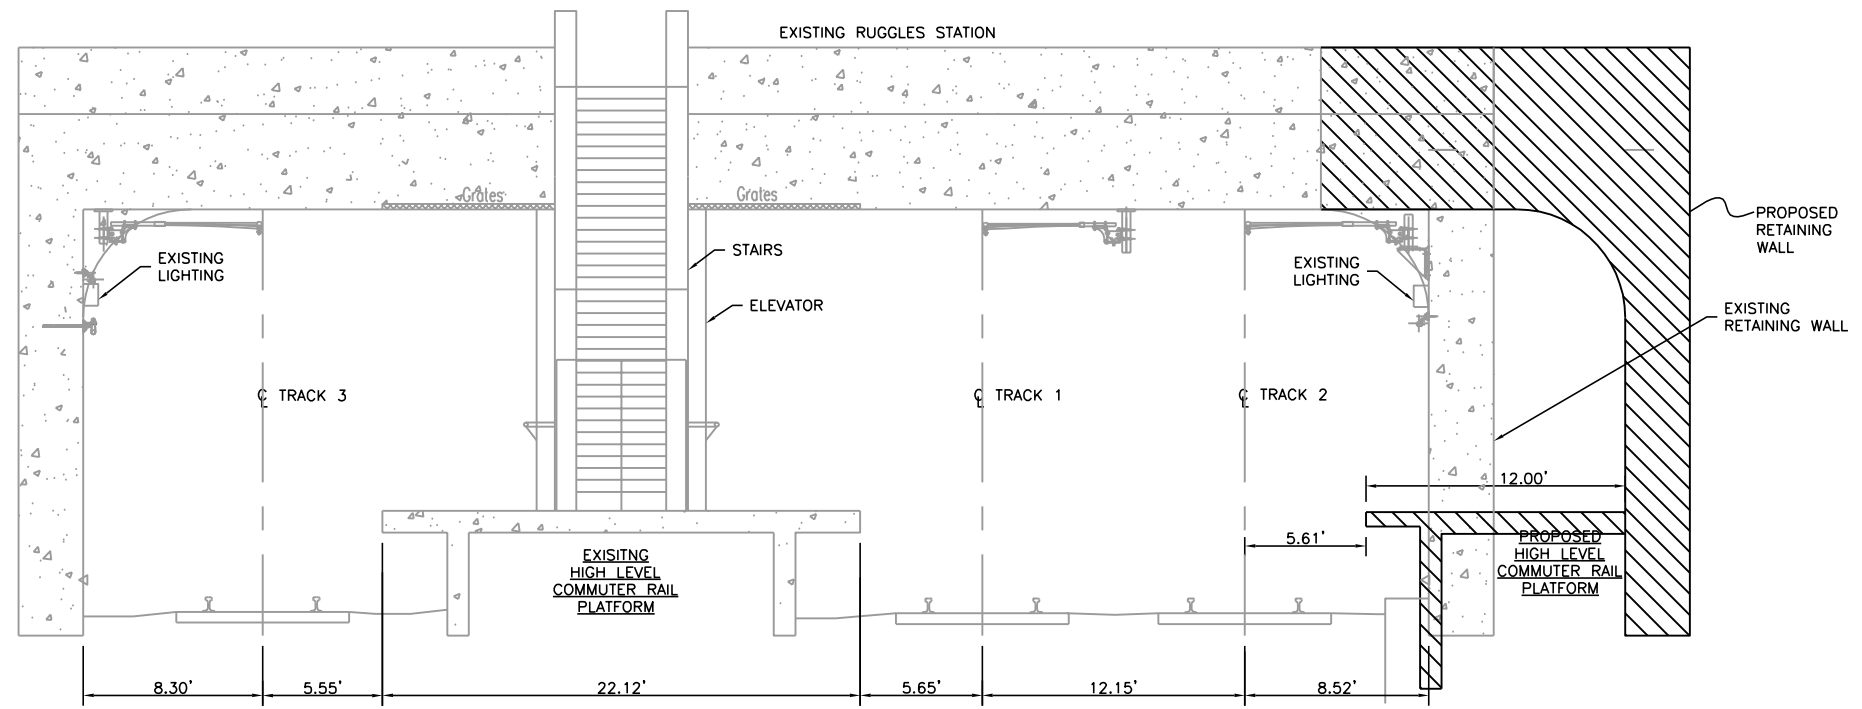 EXISTING RUGGLES STATION
Grates
Grates
PROPOSED
RETAINING
WALL
STAIRS
EXISTING
LIGHTING
EXISTING
LIGHTING
ELEVATOR
EXISTING
RETAINING WALL
℄ TRACK 3
℄ TRACK 1
℄ TRACK 2
12.00'
5.61'
EXISITNG
HIGH LEVEL
COMMUTER RAIL
PLATFORM
PROPOSED
HIGH LEVEL
COMMUTER RAIL
PLATFORM
8.30'
5.55'
22.12'
5.65'
12.15'
8.52'